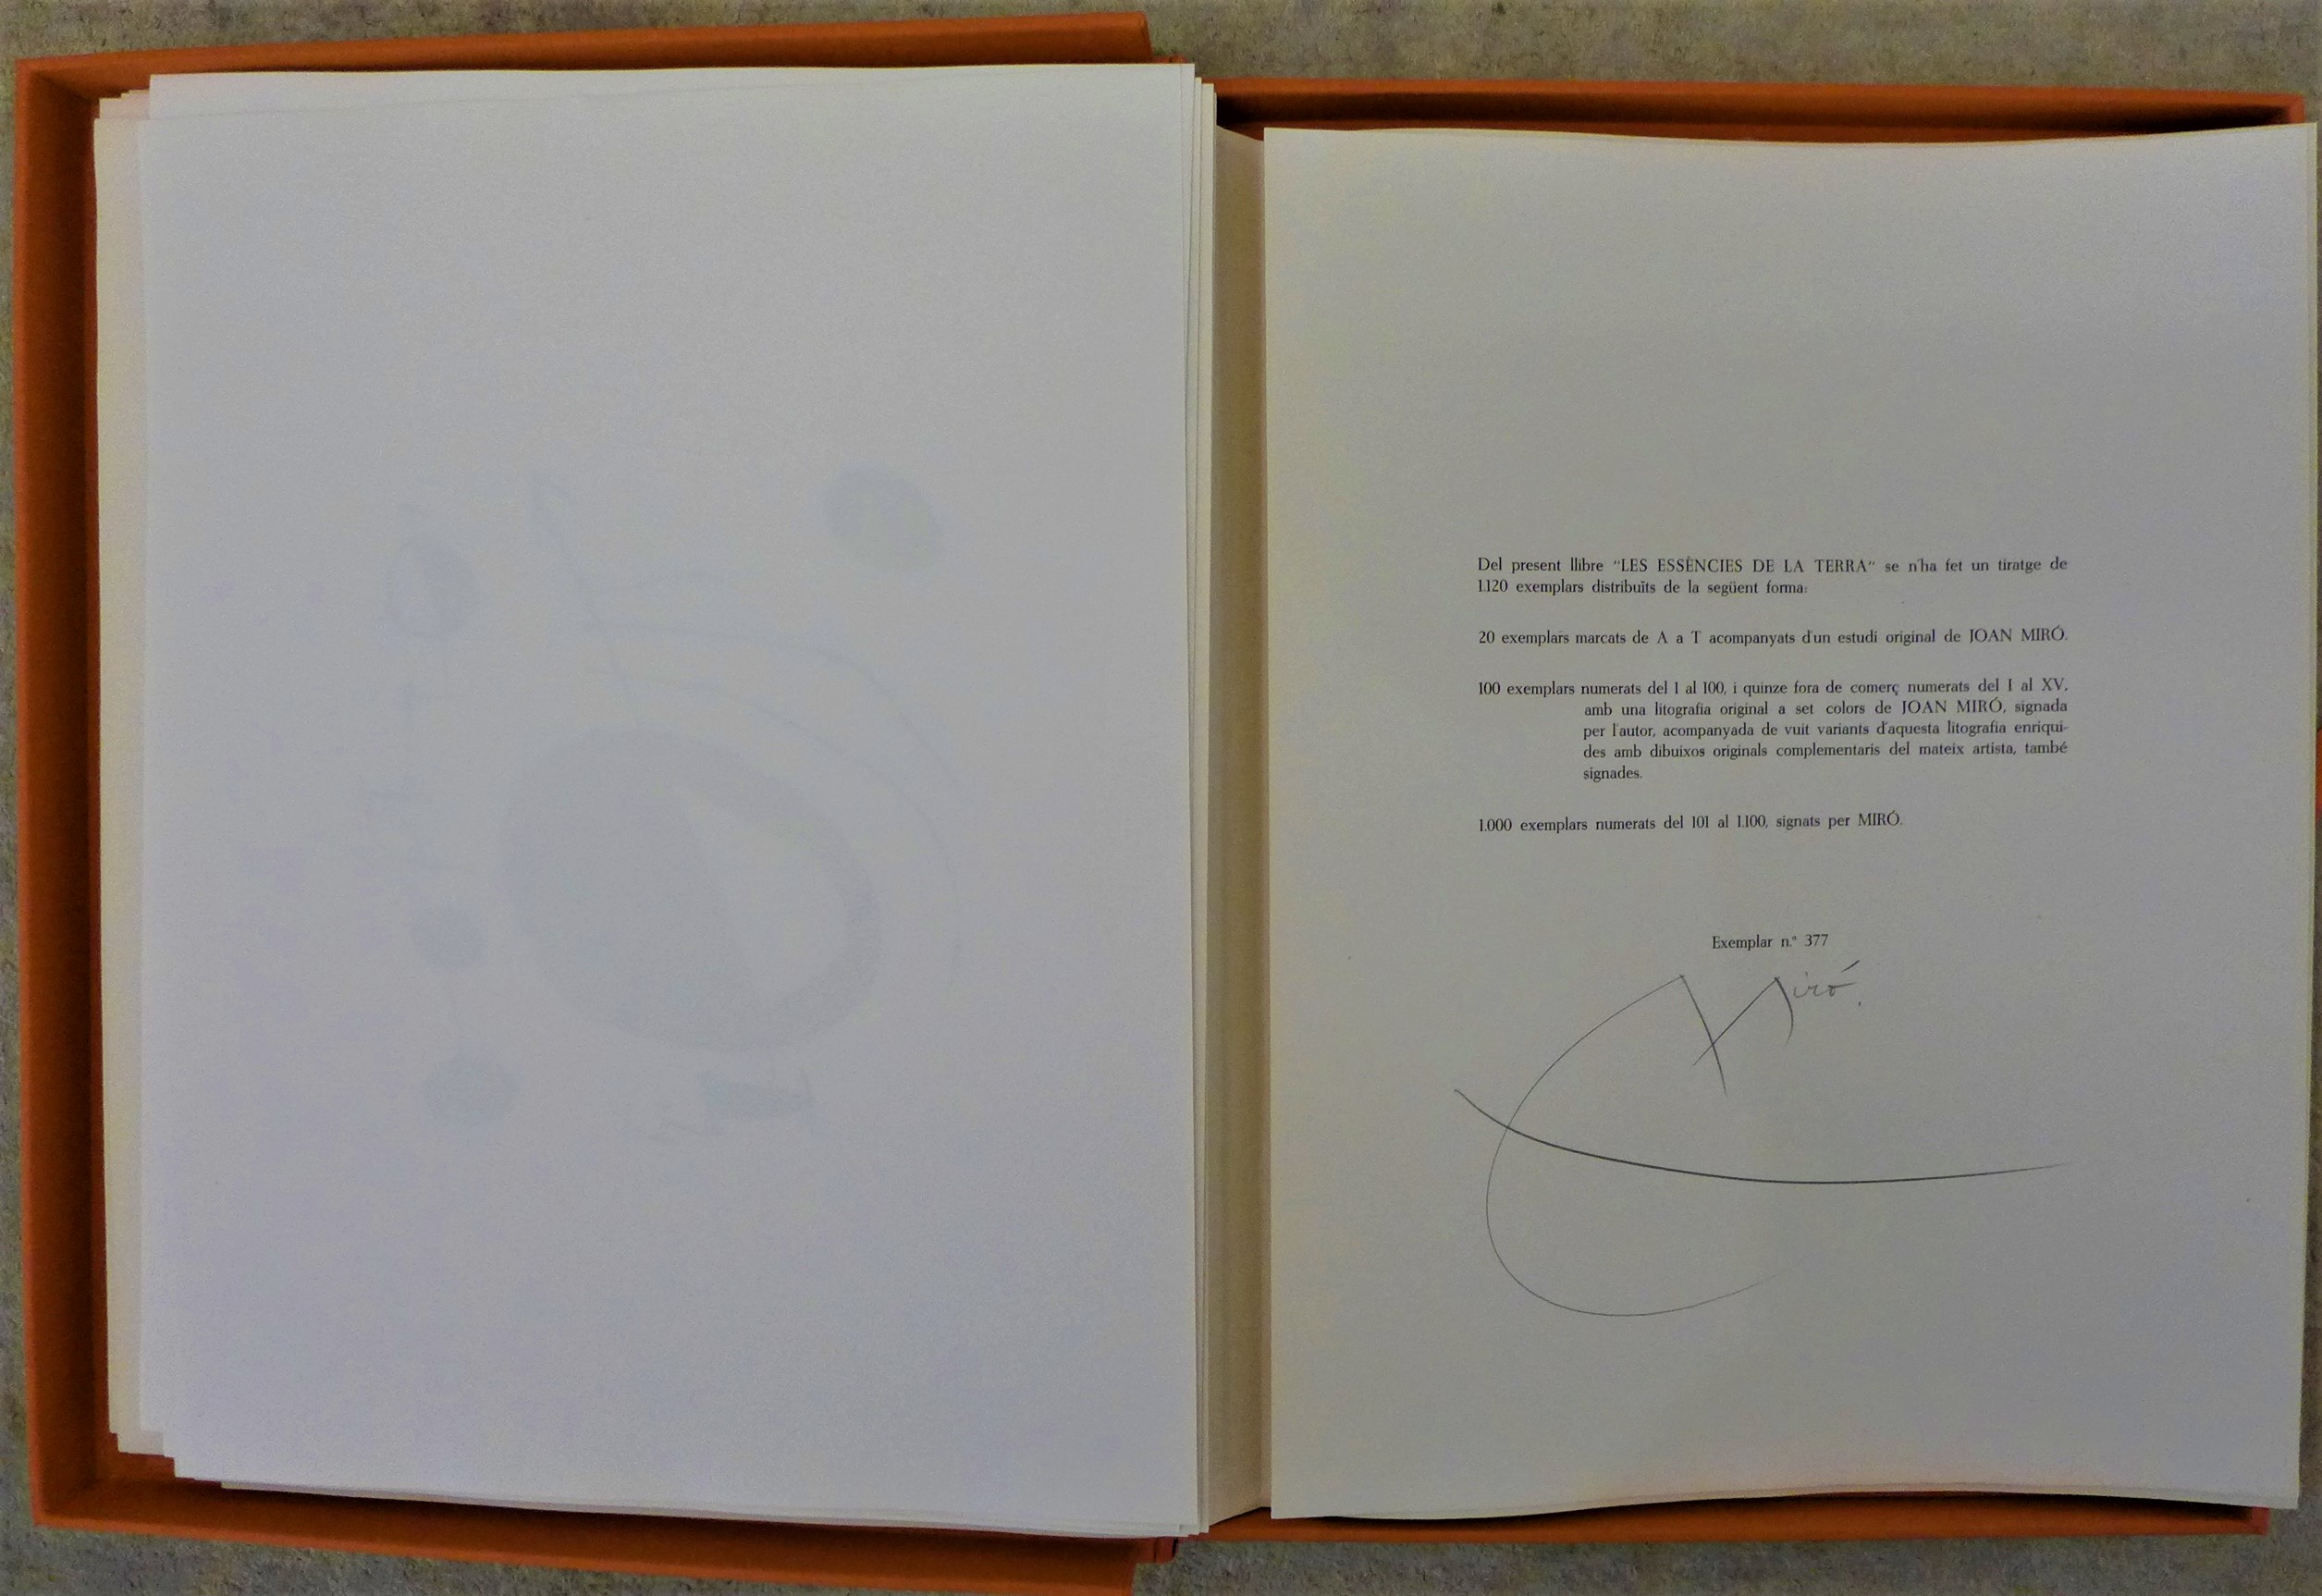 Del present llibre “LES ESSÈNCIES DE LA TERRA” se n'ha fet un tiratge de
1.120 exemplars distribuïts de la següent forma:
20 exemplars marcats de A a T acompanyats d'un estudi original de JOAN MIRÓ.
100 exemplars numerats del 1 al 100, i quinze fora de comerç numerats del I al XV,
amb una litografia original a set colors de JOAN MIRÓ, signada
per l'autor, acompanyada de vuit variants d'aquesta litografia enriqui-
des amb dibuixos originals complementaris del mateix artista, també
signades.
1.000 exemplars numerats del 101 al 1.100, signats per MIRÓ.
Exemplar n.º 377
Miró.